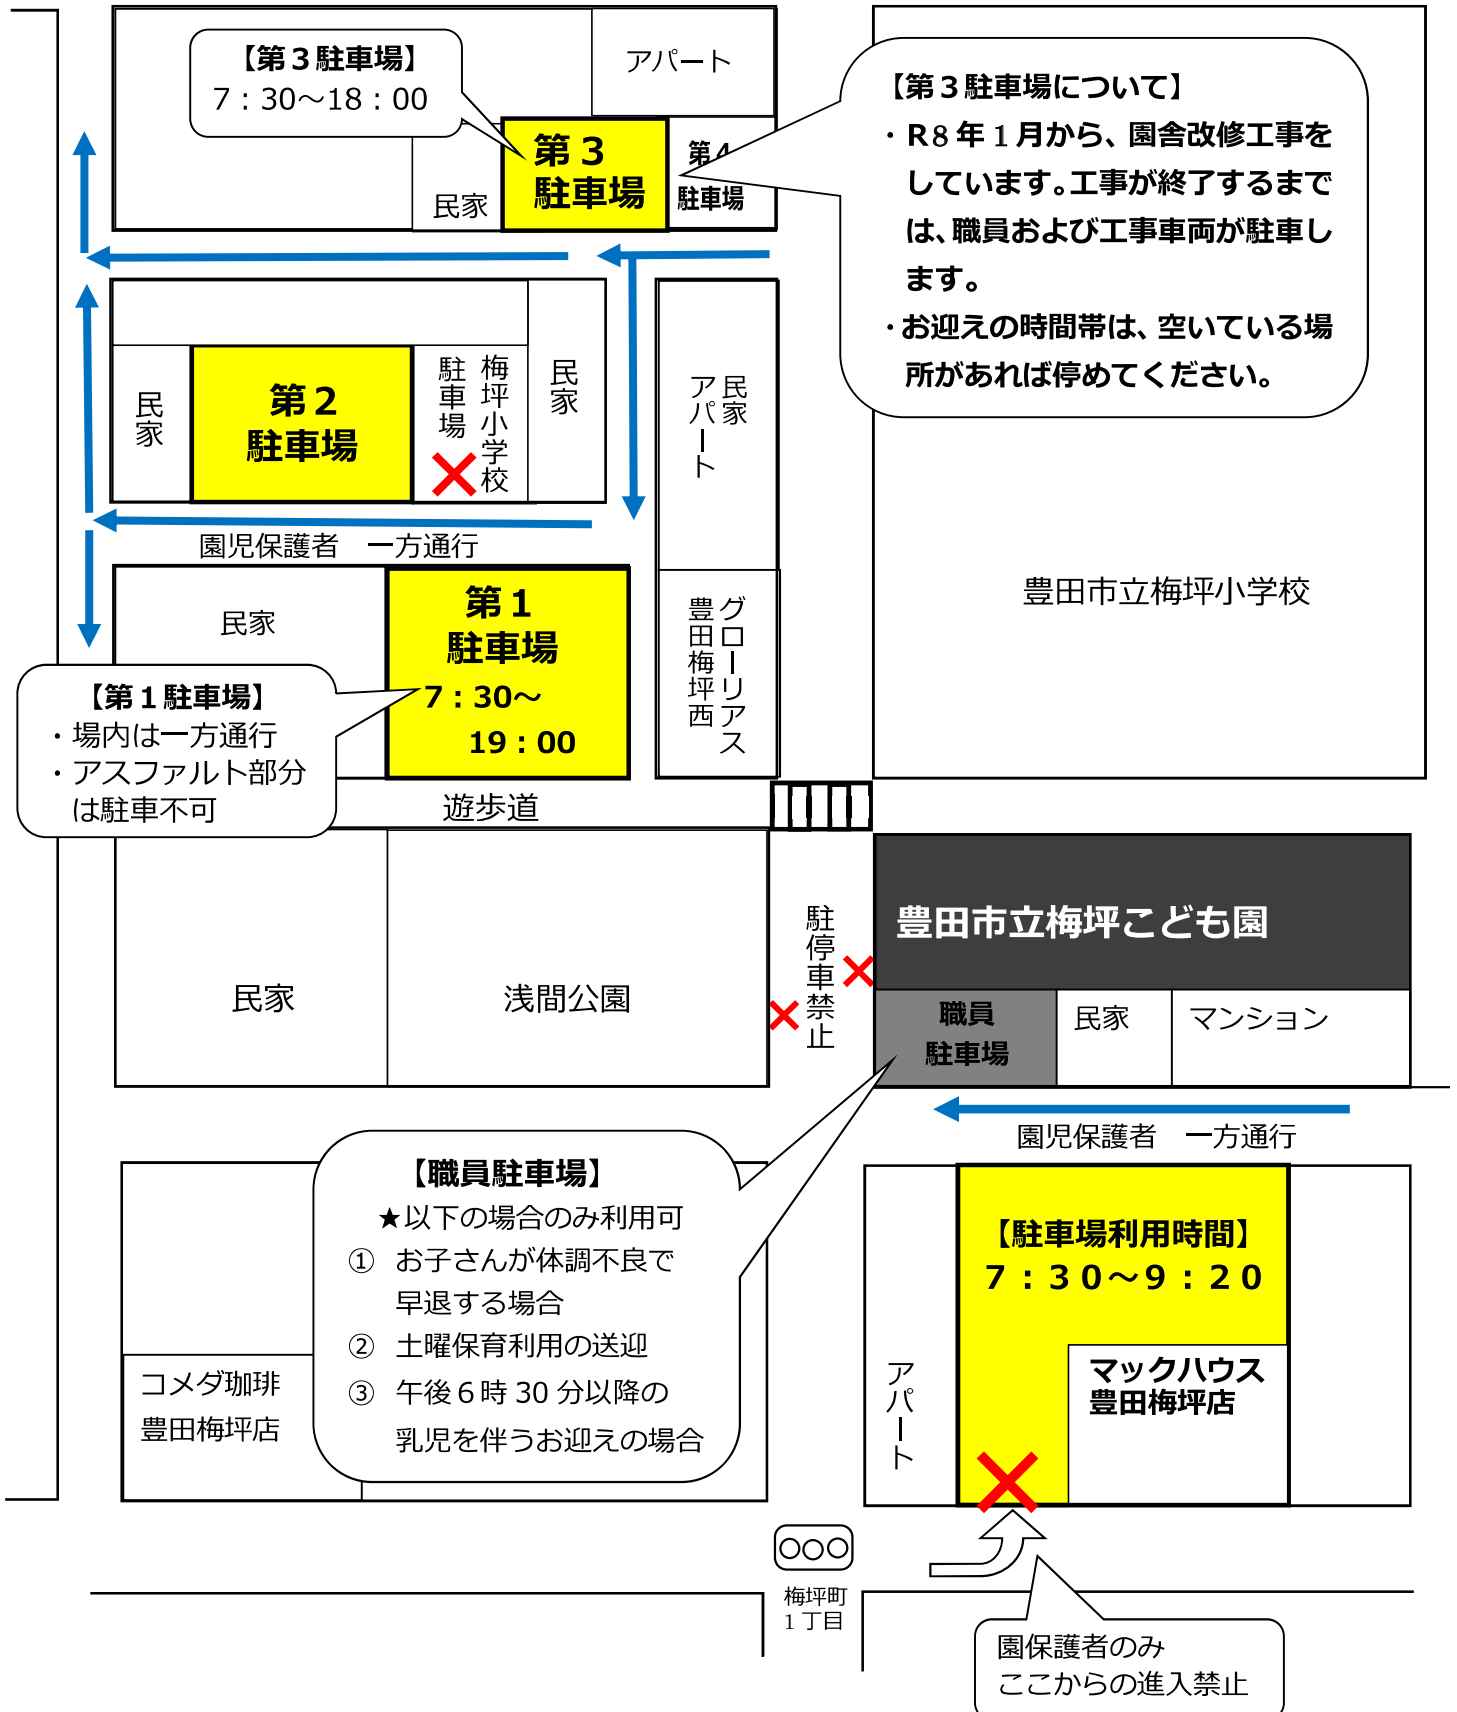 【第３駐車場】
７：30～18：00
アパート
民家
第３
駐車場
第４
駐車場
【第３駐車場について】
・R8年１月から、園舎改修工事を
しています。工事が終了するまで
は、職員および工事車両が駐車し
ます。
・お迎えの時間帯は、空いている場
所があれば停めてください。
民家
第２
駐車場
梅坪小学校
駐車場
民家
民家
アパート
園児保護者　一方通行
民家
第１
駐車場
７：30～
19：00
グローリアス
豊田梅坪西
豊田市立梅坪小学校
【第１駐車場】
・場内は一方通行
・アスファルト部分
は駐車不可
遊歩道
民家
浅間公園
駐停車禁止
豊田市立梅坪こども園
職員
駐車場
民家
マンション
園児保護者　一方通行
【職員駐車場】
★以下の場合のみ利用可
①　お子さんが体調不良で
早退する場合
②　土曜保育利用の送迎
③　午後６時 30 分以降の
乳児を伴うお迎えの場合
コメダ珈琲
豊田梅坪店
アパート
【駐車場利用時間】
７：３０～９：２０
マックハウス
豊田梅坪店
梅坪町
１丁目
園保護者のみ
ここからの進入禁止